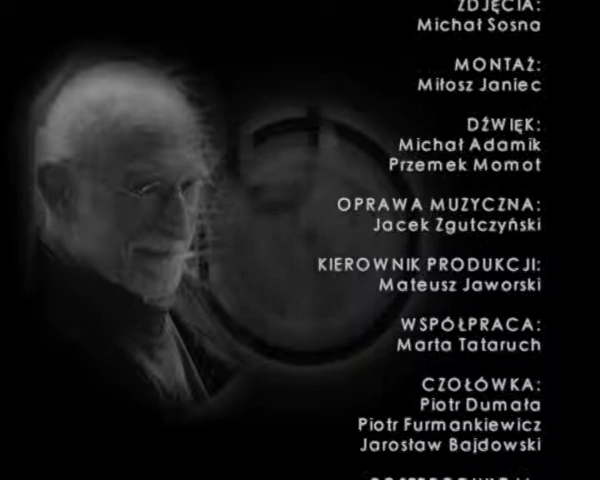 ZDJĘCIA:
Michał Sosna
MONTAŻ:
Miłosz Janiec
DŹWIĘK:
Michał Adamik
Przemek Momot
OPRAWA MUZYCZNA:
Jacek Zgutczyński
KIEROWNIK PRODUKCJI:
Mateusz Jaworski
WSPÓŁPRACA:
Marta Tataruch
CZOŁÓWKA:
Piotr Dumała
Piotr Furmankiewicz
Jarosław Bajdowski